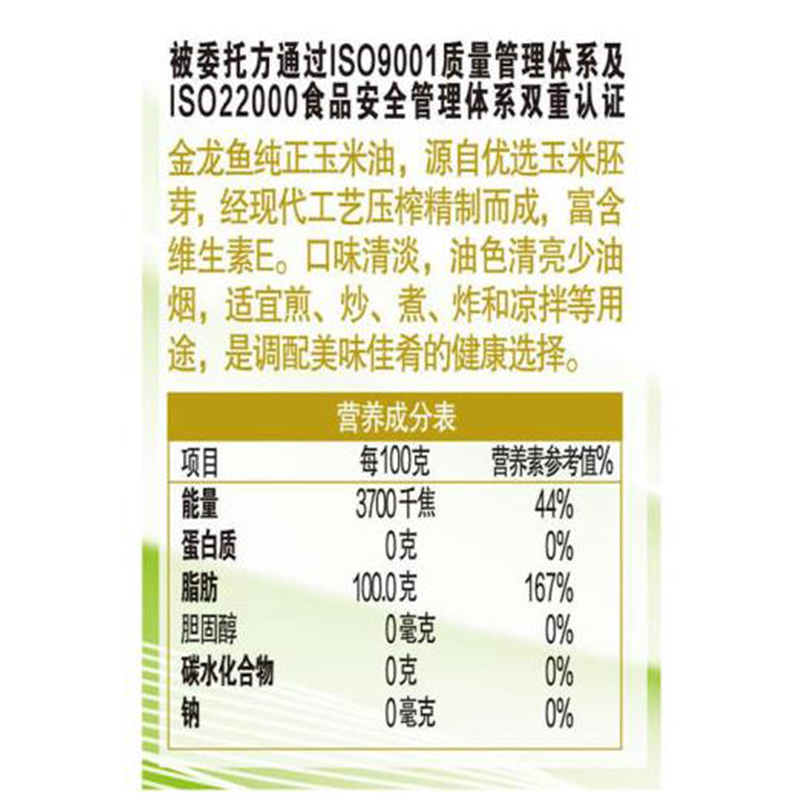 被委托方通过ISO9001质量管理体系及
ISO22000食品安全管理体系双重认证
金龙鱼纯正玉米油，源自优选玉米胚
芽，经现代工艺压榨精制而成，富含
维生素E。口味清淡，油色清亮少油
烟，适宜煎、炒、煮、炸和凉拌等用
途，是调配美味佳肴的健康选择。
营养成分表
项目 每100克 营养素参考值%
能量 3700千焦 44%
蛋白质 0克 0%
脂肪 100.0克 167%
胆固醇 0毫克 0%
碳水化合物 0克 0%
钠 0毫克 0%